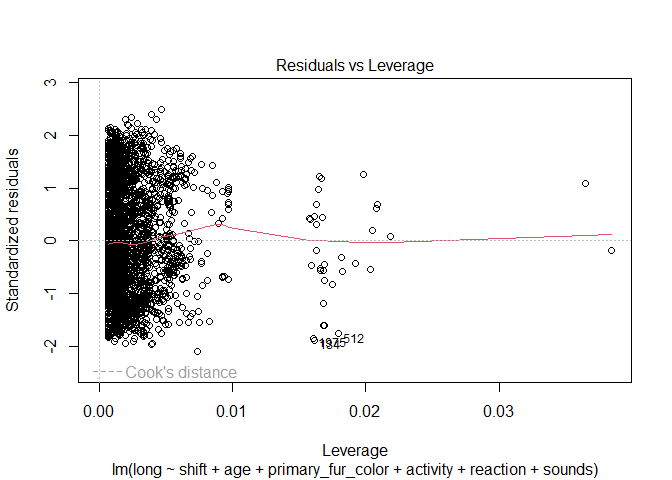 Residuals vs Leverage
3
2
1
0
-1
-2
Standardized residuals
512
Cook's distance
0.00 0.01 0.02 0.03
Leverage
lm(long ~ shift + age + primary_fur_color + activity + reaction + sounds)